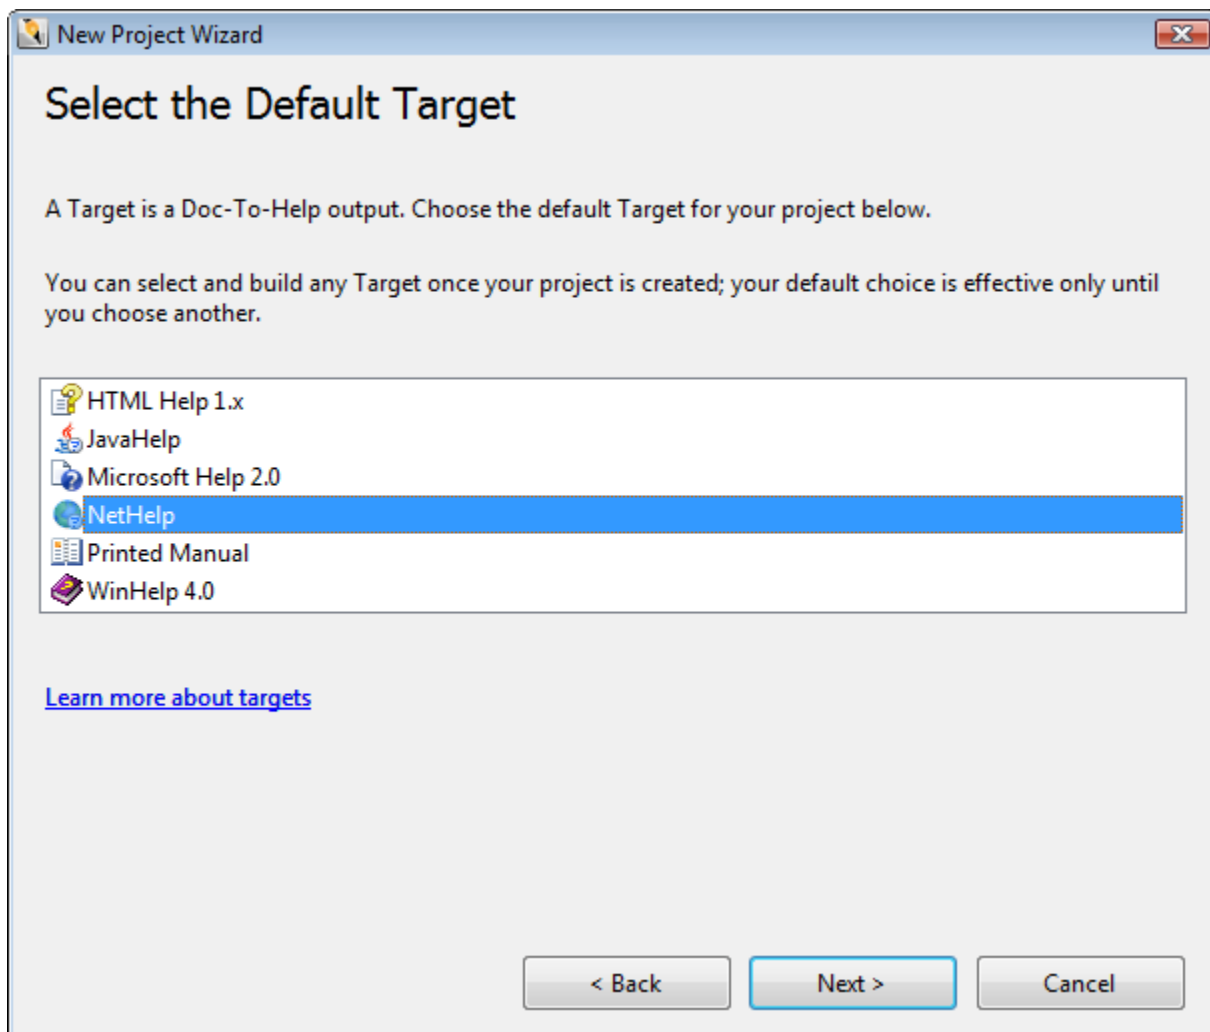 New Project Wizard
Select the Default Target
A Target is a Doc-To-Help output. Choose the default Target for your project below.
You can select and build any Target once your project is created; your default choice is effective only until
you choose another.
HTML Help 1.x
JavaHelp
Microsoft Help 2.0
NetHelp
Printed Manual
WinHelp 4.0
Learn more about targets
< Back
Next >
Cancel